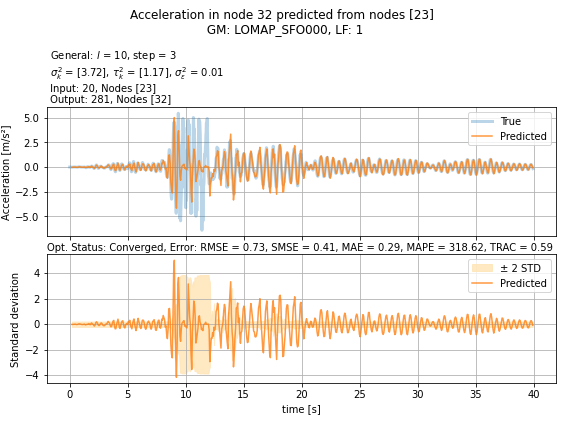 Acceleration in node 32 predicted from nodes [23]
GM: LOMAP_SFO000, LF: 1
General: l = 10, step = 3
σ²ₖ = [3.72], τ²ₖ = [1.17], σ²ε = 0.01
Input: 20, Nodes [23]
Output: 281, Nodes [32]
Acceleration [m/s²]
5.0
2.5
0.0
−2.5
−5.0
True
Predicted
Opt. Status: Converged, Error: RMSE = 0.73, SMSE = 0.41, MAE = 0.29, MAPE = 318.62, TRAC = 0.59
Standard deviation
4
2
0
−2
−4
± 2 STD
Predicted
0 5 10 15 20 25 30 35 40
time [s]